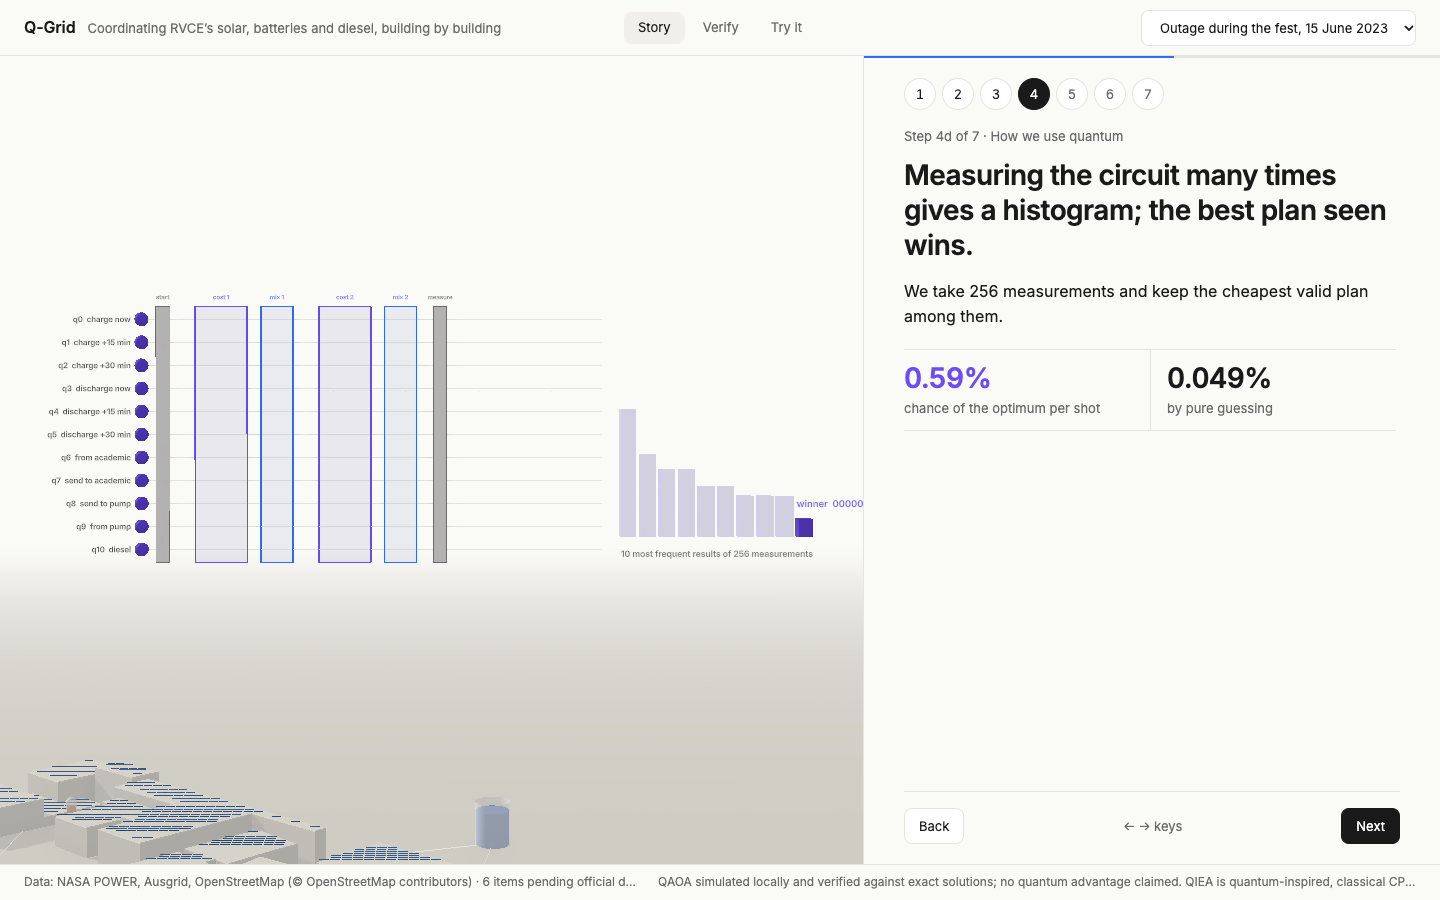 Q-Grid Coordinating RVCE's solar, batteries and diesel, building by building
Story Verify Try it
Outage during the fest, 15 June 2023
1 2 3 4 5 6 7
Step 4d of 7 · How we use quantum
Measuring the circuit many times
gives a histogram; the best plan seen
wins.
We take 256 measurements and keep the cheapest valid plan
among them.
0.59%
chance of the optimum per shot
0.049%
by pure guessing
start cost 1 mix 1 cost 2 mix 2 measure
q0 charge now
q1 charge +15 min
q2 charge +30 min
q3 discharge now
q4 discharge +15 min
q5 discharge +30 min
q6 from academic
q7 send to academic
q8 send to pump
q9 from pump
q10 diesel
winner 00000
10 most frequent results of 256 measurements
Back
← → keys
Next
Data: NASA POWER, Ausgrid, OpenStreetMap (© OpenStreetMap contributors) · 6 items pending official d...
QAOA simulated locally and verified against exact solutions; no quantum advantage claimed. QIEA is quantum-inspired, classical CP...